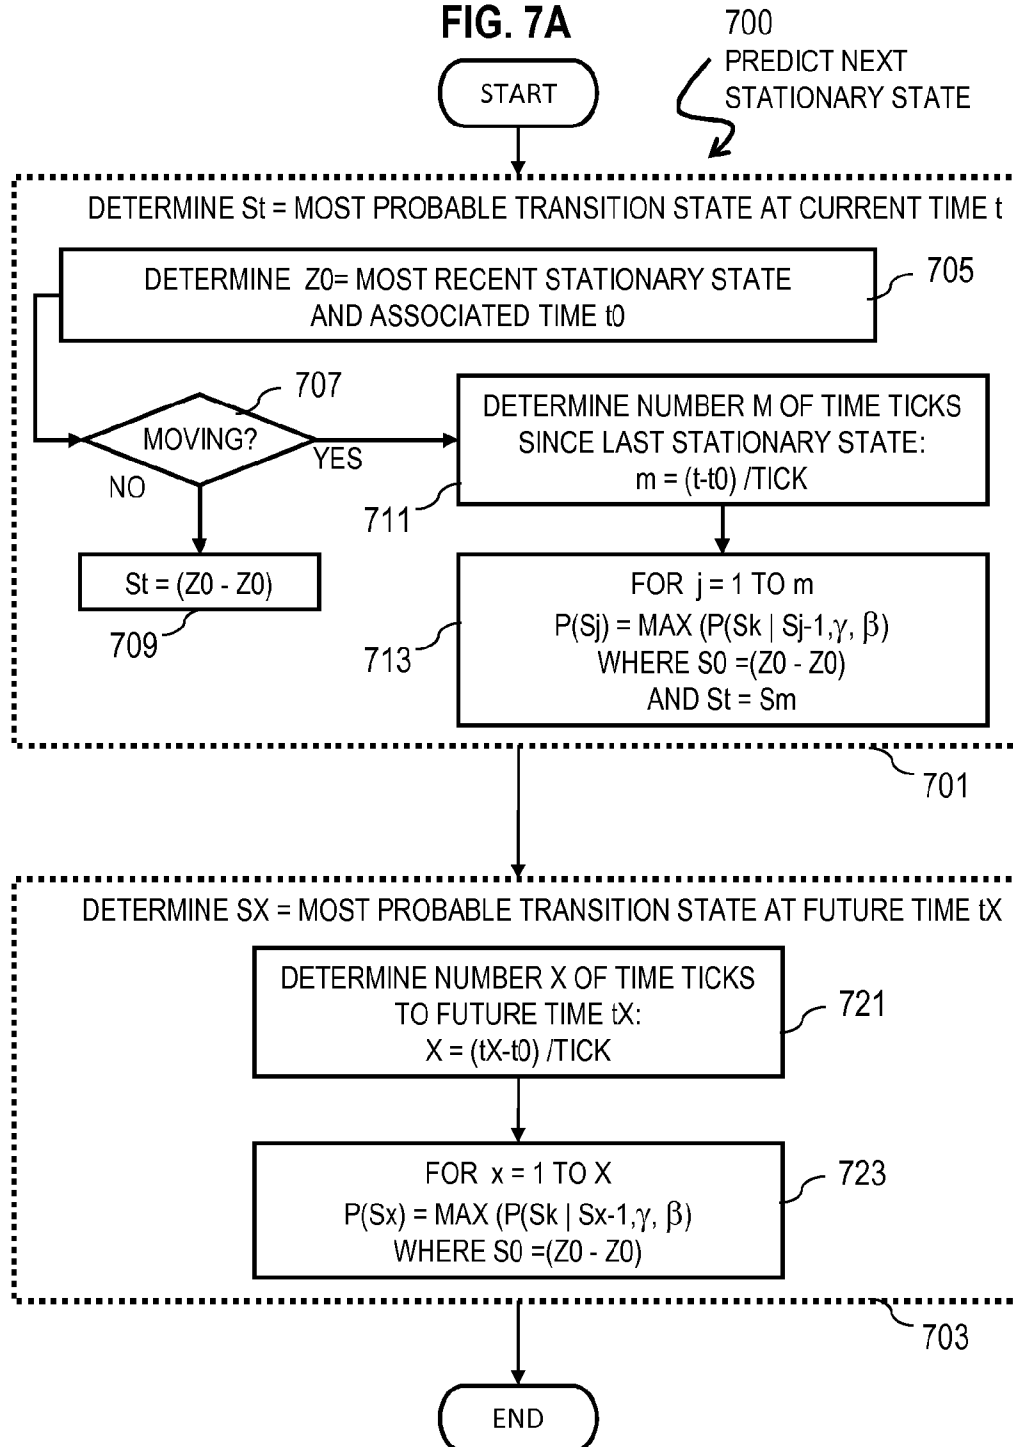 FIG. 7A
700
PREDICT NEXT
STATIONARY STATE
START
DETERMINE St = MOST PROBABLE TRANSITION STATE AT CURRENT TIME t
DETERMINE Z0= MOST RECENT STATIONARY STATE
AND ASSOCIATED TIME t0
705
707
MOVING?
YES
NO
DETERMINE NUMBER M OF TIME TICKS
SINCE LAST STATIONARY STATE:
m = (t-t0) /TICK
711
St = (Z0 - Z0)
709
FOR j = 1 TO m
P(Sj) = MAX (P(Sk | Sj-1,γ, β)
WHERE S0 =(Z0 - Z0)
AND St = Sm
713
701
DETERMINE SX = MOST PROBABLE TRANSITION STATE AT FUTURE TIME tX
DETERMINE NUMBER X OF TIME TICKS
TO FUTURE TIME tX:
X = (tX-t0) /TICK
721
FOR x = 1 TO X
P(Sx) = MAX (P(Sk | Sx-1,γ, β)
WHERE S0 =(Z0 - Z0)
723
703
END